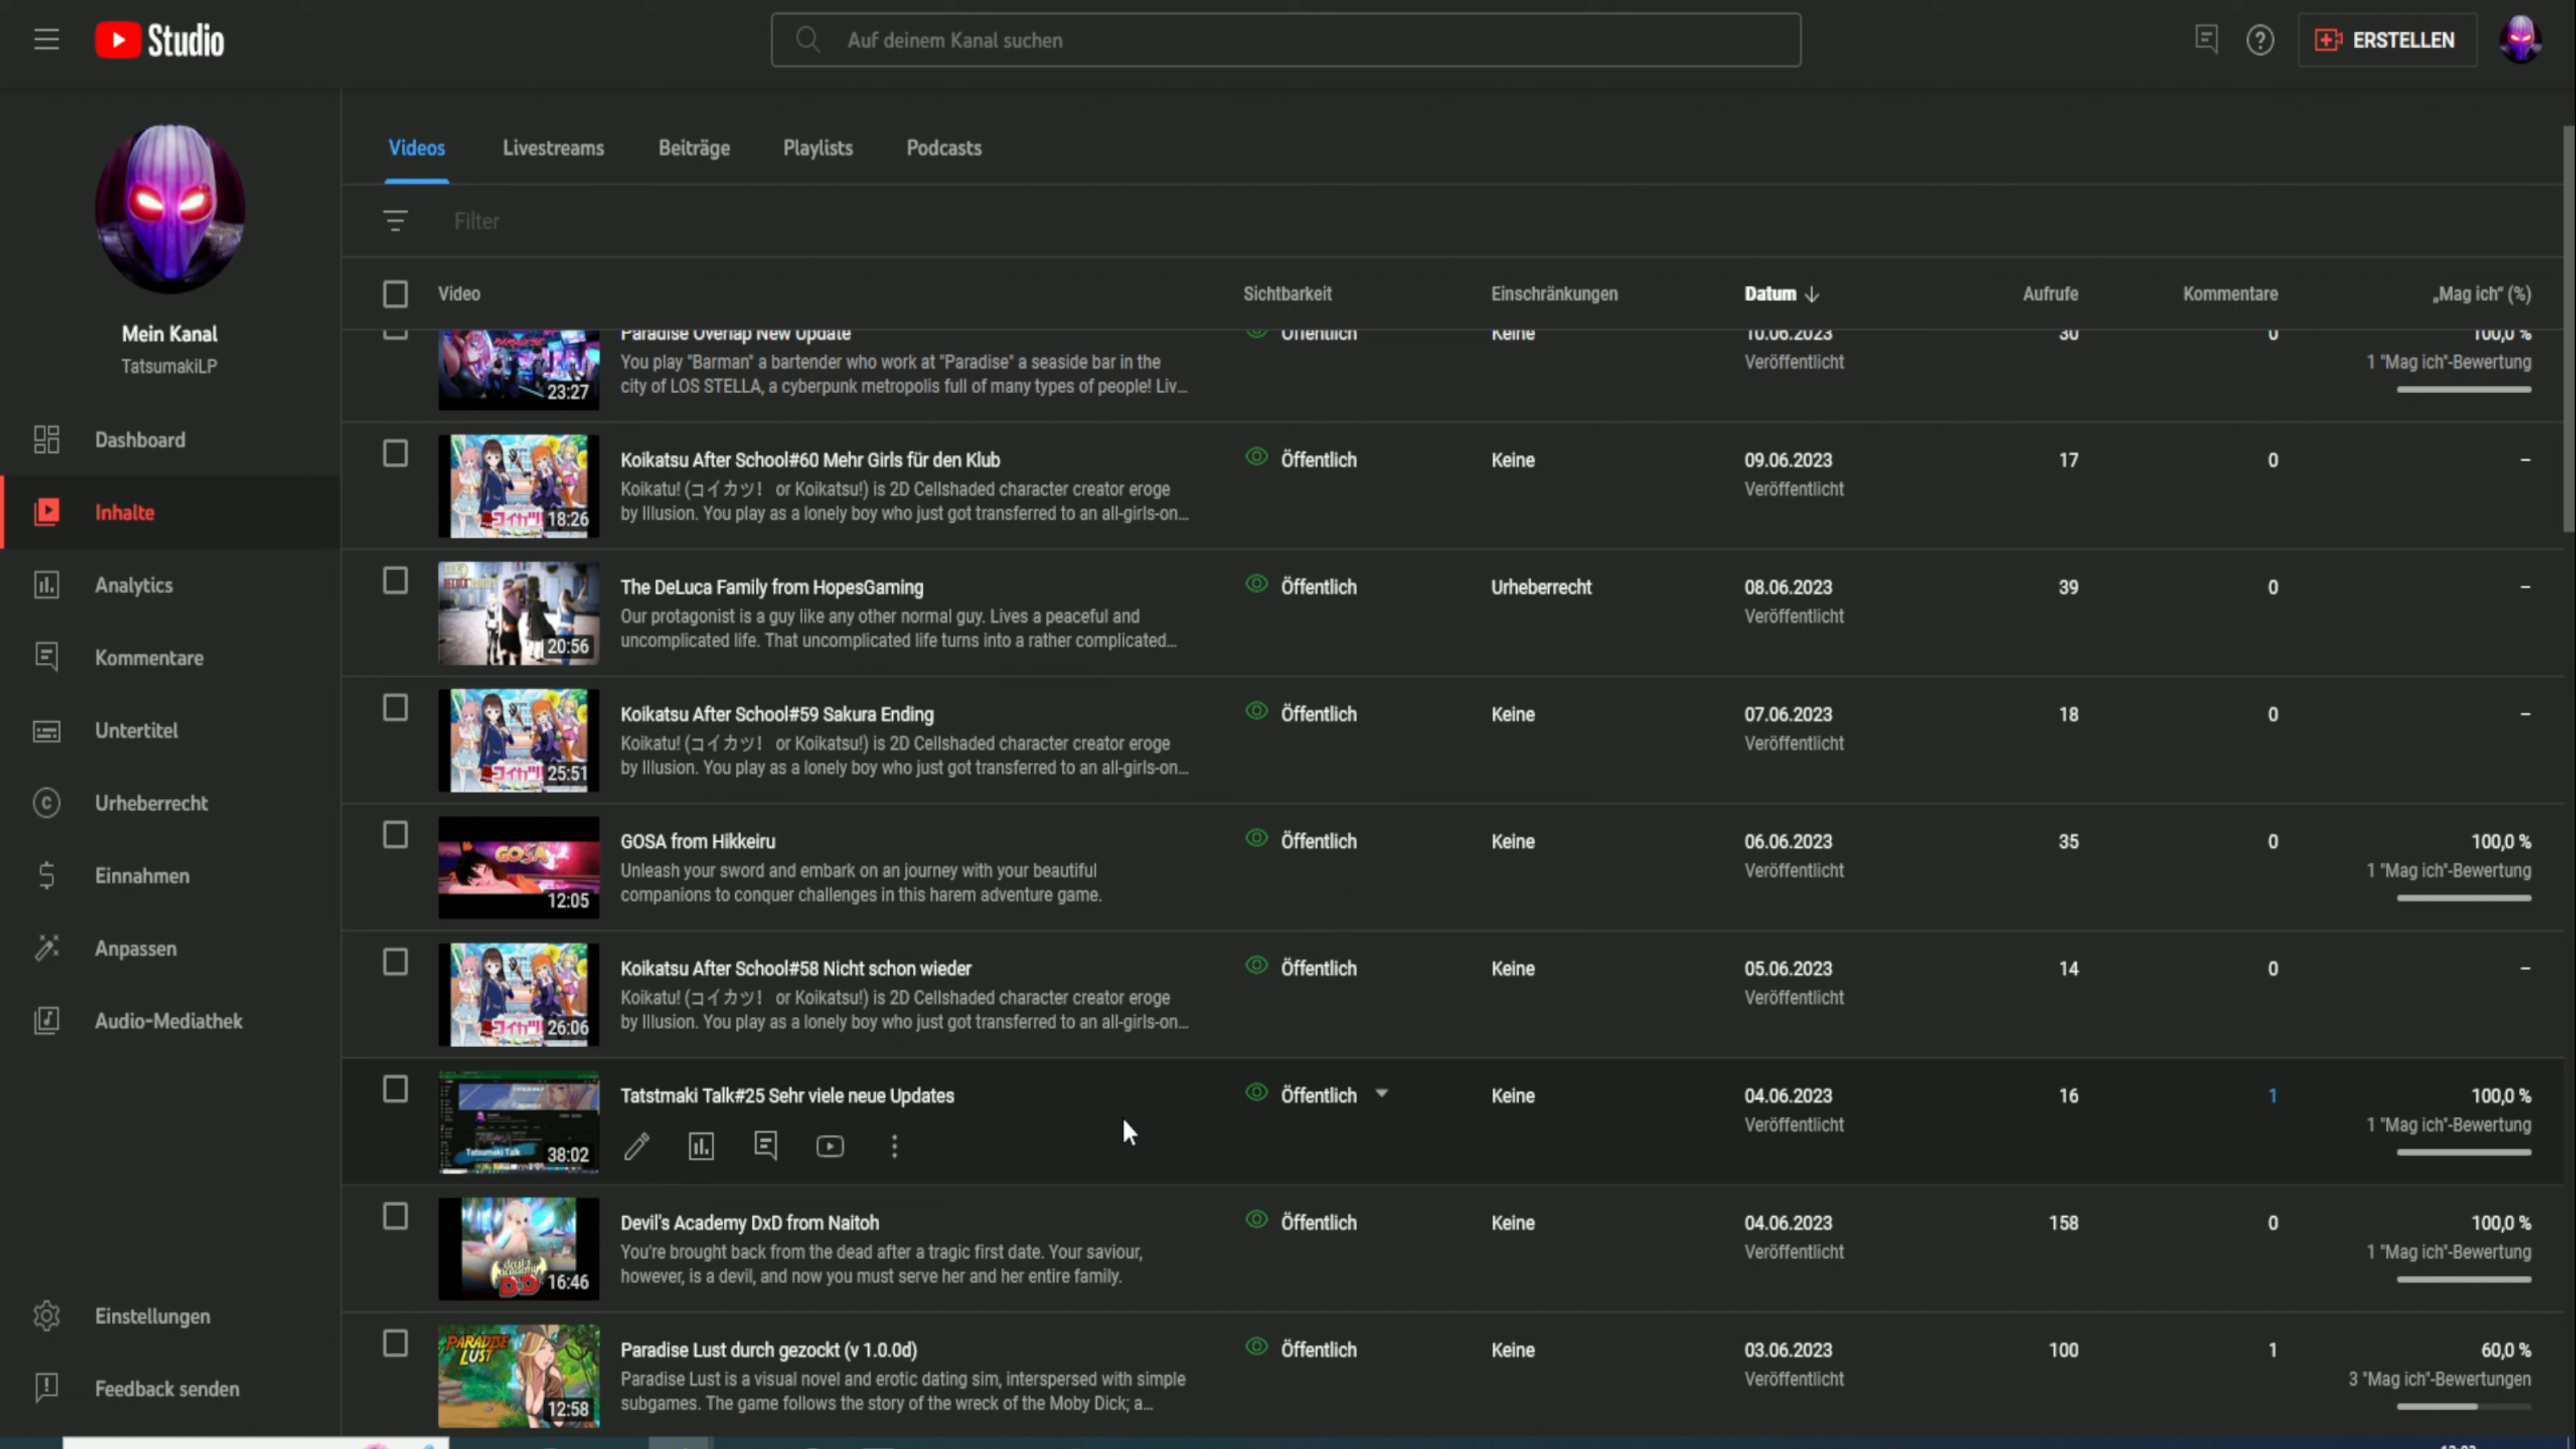 Studio
Auf deinem Kanal suchen
ERSTELLEN
Mein Kanal
TatsumakiLP
Dashboard
Inhalte
Analytics
Kommentare
Untertitel
Urheberrecht
Einnahmen
Anpassen
Audio-Mediathek
Einstellungen
Feedback senden
Videos Livestreams Beiträge Playlists Podcasts
Filter
Video Sichtbarkeit Einschränkungen Datum Aufrufe Kommentare „Mag ich“ (%)
Paradise Overlap New Update Öffentlich Keine 10.06.2023 30 0 100,0 %
You play "Barman" a bartender who work at "Paradise" a seaside bar in the Veröffentlicht 1 "Mag ich"-Bewertung
city of LOS STELLA, a cyberpunk metropolis full of many types of people! Liv...
23:27
Koikatsu After School#60 Mehr Girls für den Klub Öffentlich Keine 09.06.2023 17 0 –
Koikatu! (コイカツ! or Koikatsu!) is 2D Cellshaded character creator eroge Veröffentlicht
by Illusion. You play as a lonely boy who just got transferred to an all-girls-on...
18:26
The DeLuca Family from HopesGaming Öffentlich Urheberrecht 08.06.2023 39 0 –
Our protagonist is a guy like any other normal guy. Lives a peaceful and Veröffentlicht
uncomplicated life. That uncomplicated life turns into a rather complicated...
20:56
Koikatsu After School#59 Sakura Ending Öffentlich Keine 07.06.2023 18 0 –
Koikatu! (コイカツ! or Koikatsu!) is 2D Cellshaded character creator eroge Veröffentlicht
by Illusion. You play as a lonely boy who just got transferred to an all-girls-on...
25:51
GOSA from Hikkeiru Öffentlich Keine 06.06.2023 35 0 100,0 %
Unleash your sword and embark on an journey with your beautiful Veröffentlicht 1 "Mag ich"-Bewertung
companions to conquer challenges in this harem adventure game.
GOSA
12:05
Koikatsu After School#58 Nicht schon wieder Öffentlich Keine 05.06.2023 14 0 –
Koikatu! (コイカツ! or Koikatsu!) is 2D Cellshaded character creator eroge Veröffentlicht
by Illusion. You play as a lonely boy who just got transferred to an all-girls-on...
26:06
Tatstmaki Talk#25 Sehr viele neue Updates Öffentlich Keine 04.06.2023 16 1 100,0 %
Veröffentlicht 1 "Mag ich"-Bewertung
Tatsumaki Talk
38:02
Devil's Academy DxD from Naitoh Öffentlich Keine 04.06.2023 158 0 100,0 %
You're brought back from the dead after a tragic first date. Your saviour, Veröffentlicht 1 "Mag ich"-Bewertung
however, is a devil, and now you must serve her and her entire family.
16:46
Paradise Lust durch gezockt (v 1.0.0d) Öffentlich Keine 03.06.2023 100 1 60,0 %
Paradise Lust is a visual novel and erotic dating sim, interspersed with simple Veröffentlicht 3 "Mag ich"-Bewertungen
subgames. The game follows the story of the wreck of the Moby Dick; a...
PARADISE
LUST
12:58